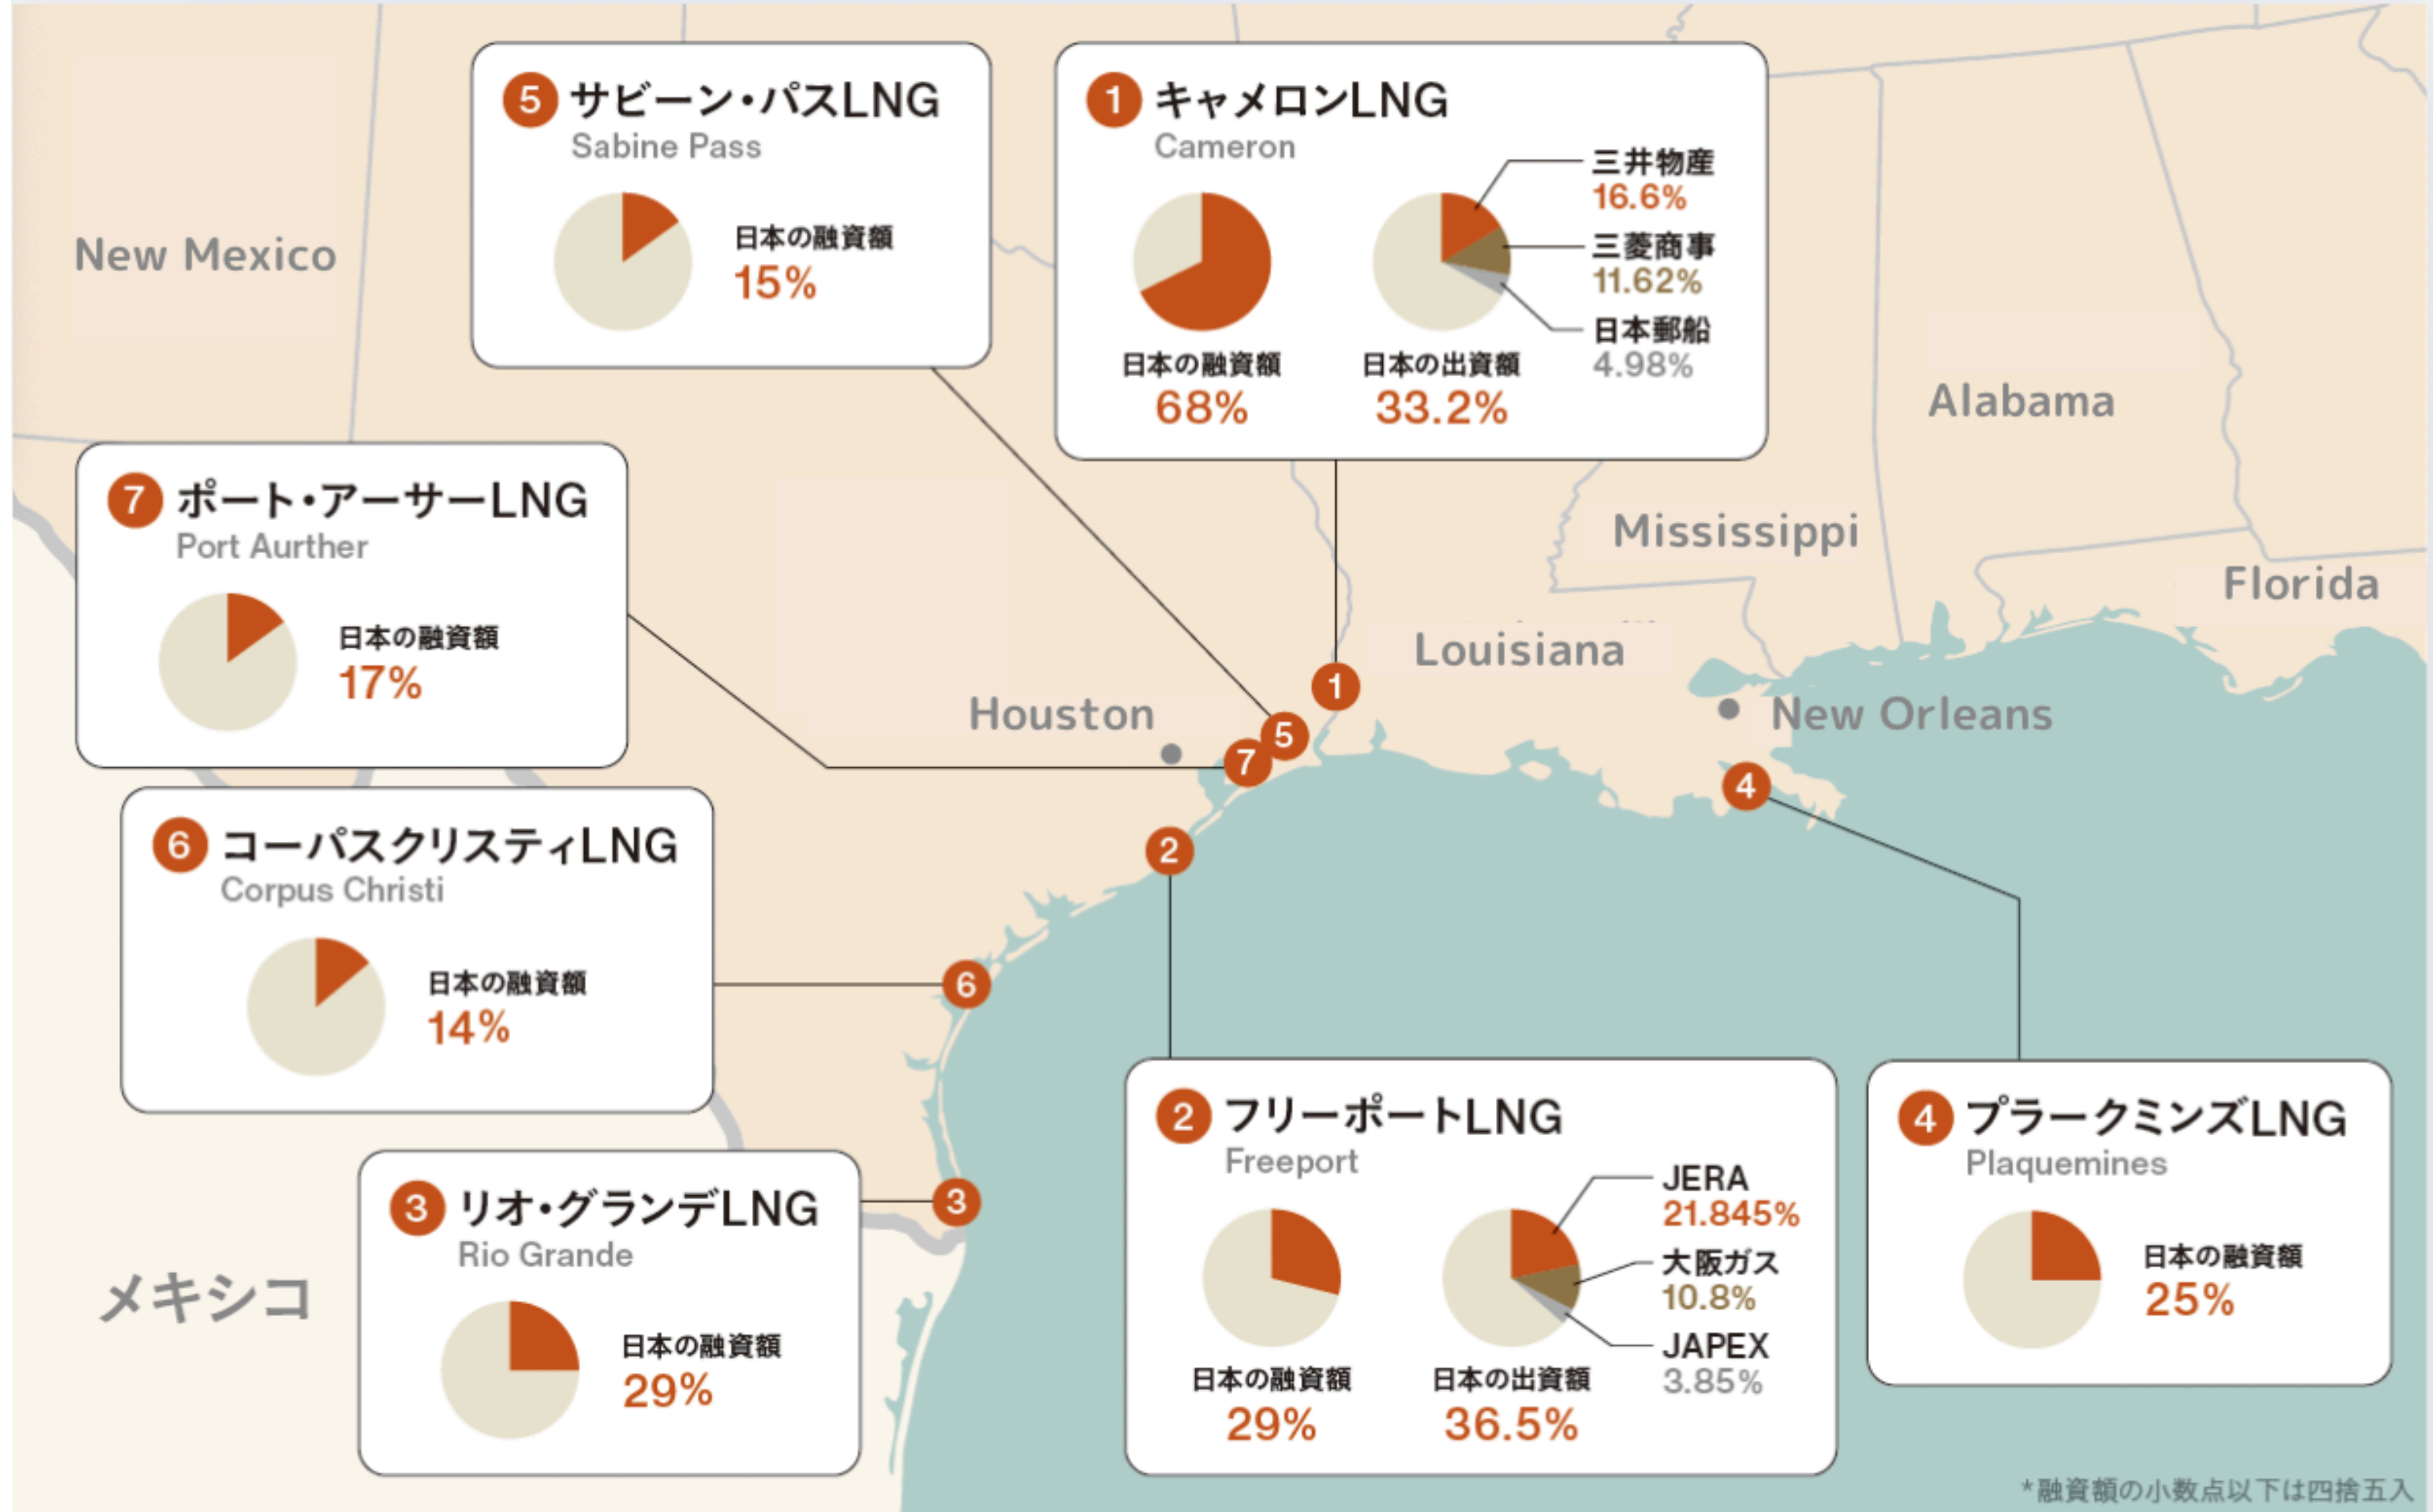 5 サビーン・パスLNG
Sabine Pass
日本の融資額
15%
1 キャメロンLNG
Cameron
日本の融資額
68%
日本の出資額
33.2%
三井物産
16.6%
三菱商事
11.62%
日本郵船
4.98%
New Mexico
Alabama
7 ポート・アーサーLNG
Port Aurther
日本の融資額
17%
Mississippi
Florida
Louisiana
Houston
New Orleans
1
5
7
4
2
6
3
6 コーパスクリスティLNG
Corpus Christi
日本の融資額
14%
3 リオ・グランデLNG
Rio Grande
日本の融資額
29%
メキシコ
2 フリーポートLNG
Freeport
日本の融資額
29%
日本の出資額
36.5%
JERA
21.845%
大阪ガス
10.8%
JAPEX
3.85%
4 プラークミンズLNG
Plaquemines
日本の融資額
25%
*融資額の小数点以下は四捨五入